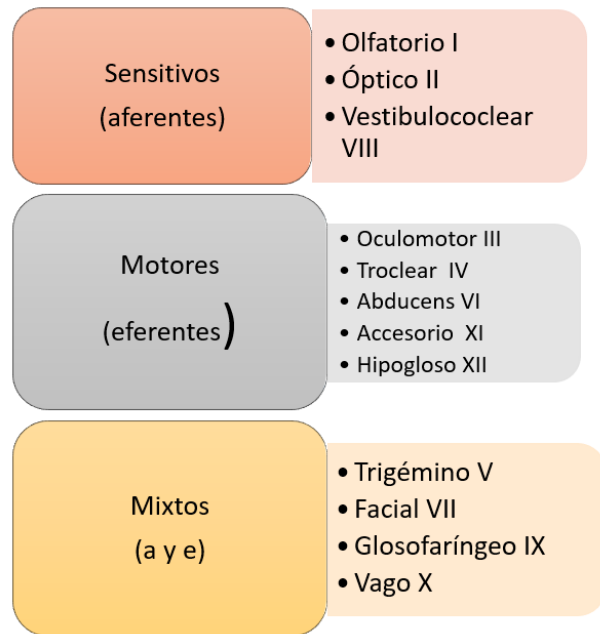 Sensitivos
(aferentes)
• Olfatorio I
• Óptico II
• Vestibulococlear
VIII
Motores
(eferentes)
• Oculomotor III
• Troclear IV
• Abducens VI
• Accesorio XI
• Hipogloso XII
Mixtos
(a y e)
• Trigémino V
• Facial VII
• Glosofaríngeo IX
• Vago X